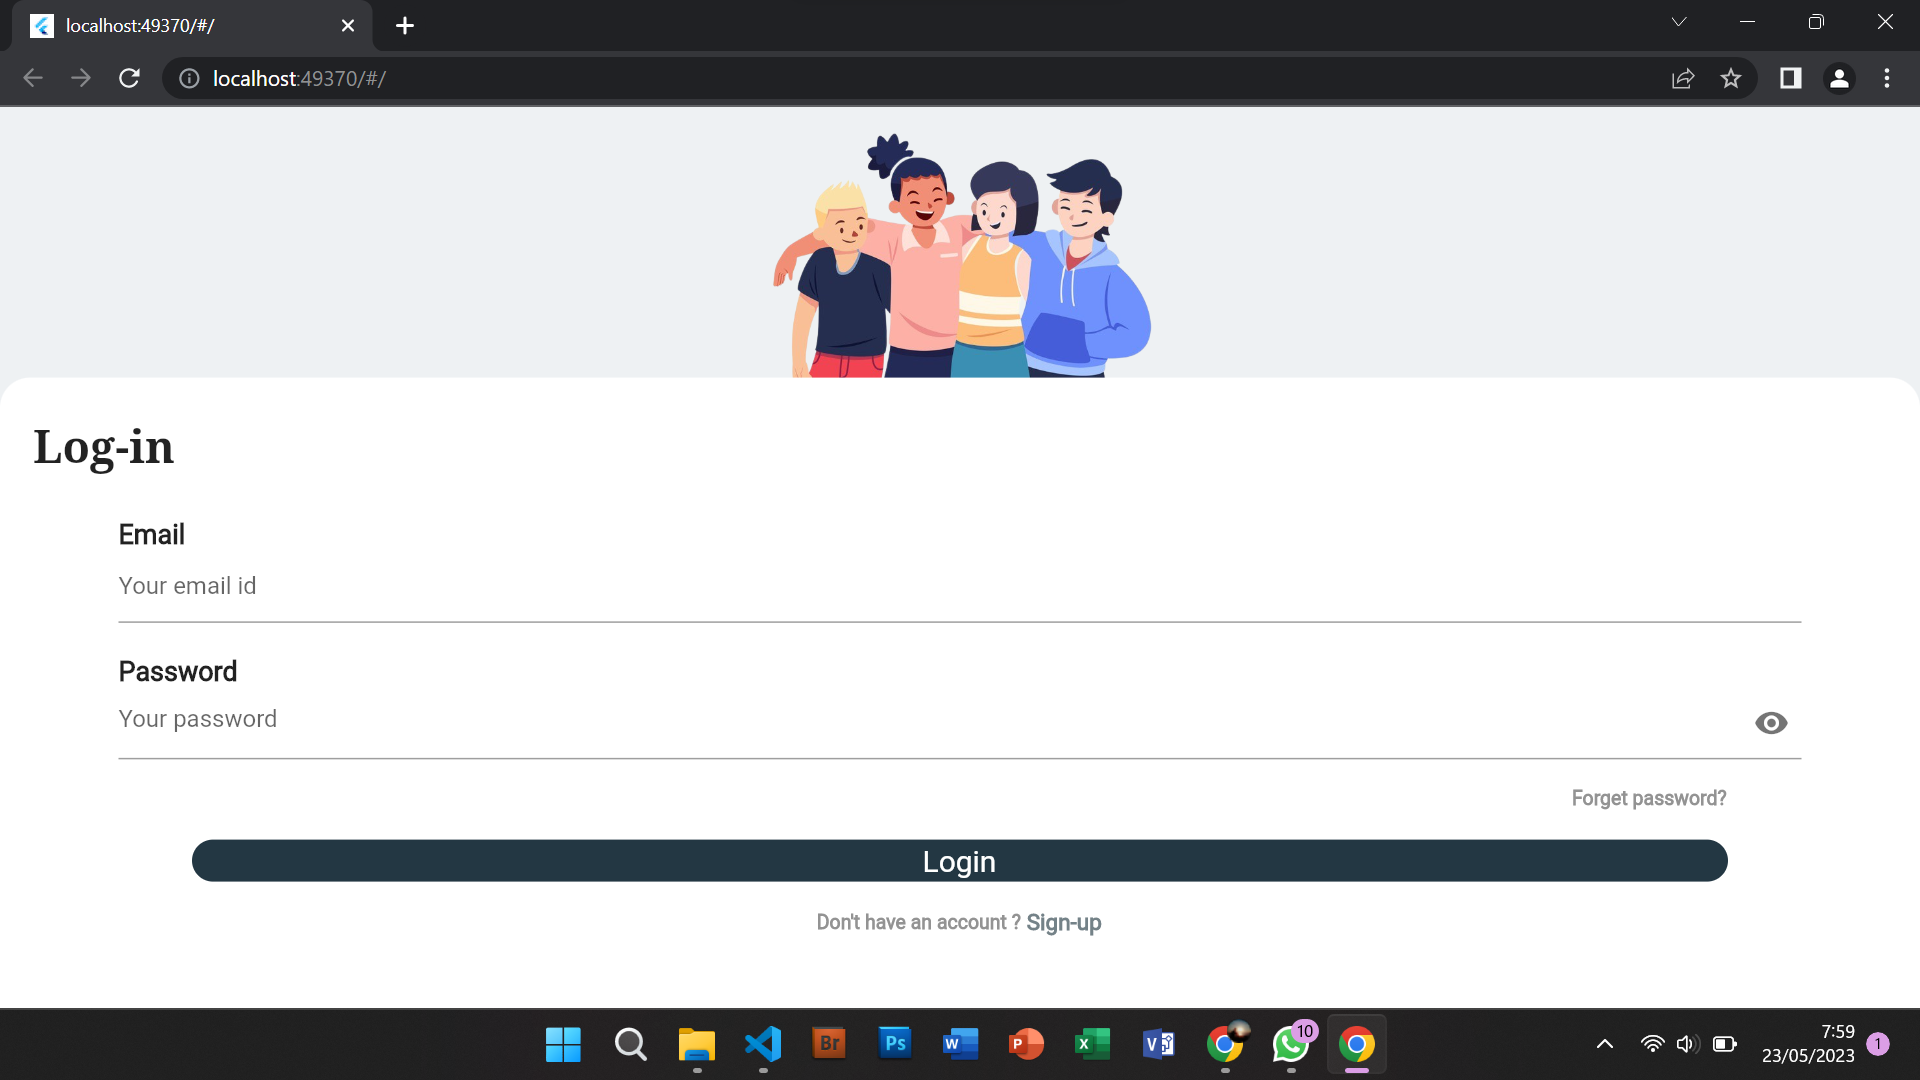 localhost:49370/#/
localhost:49370/#/
Log-in
Email
Your email id
Password
Your password
Forget password?
Login
Don't have an account ? Sign-up
Br
Ps
W
P
X
V
10
7:59
23/05/2023
1